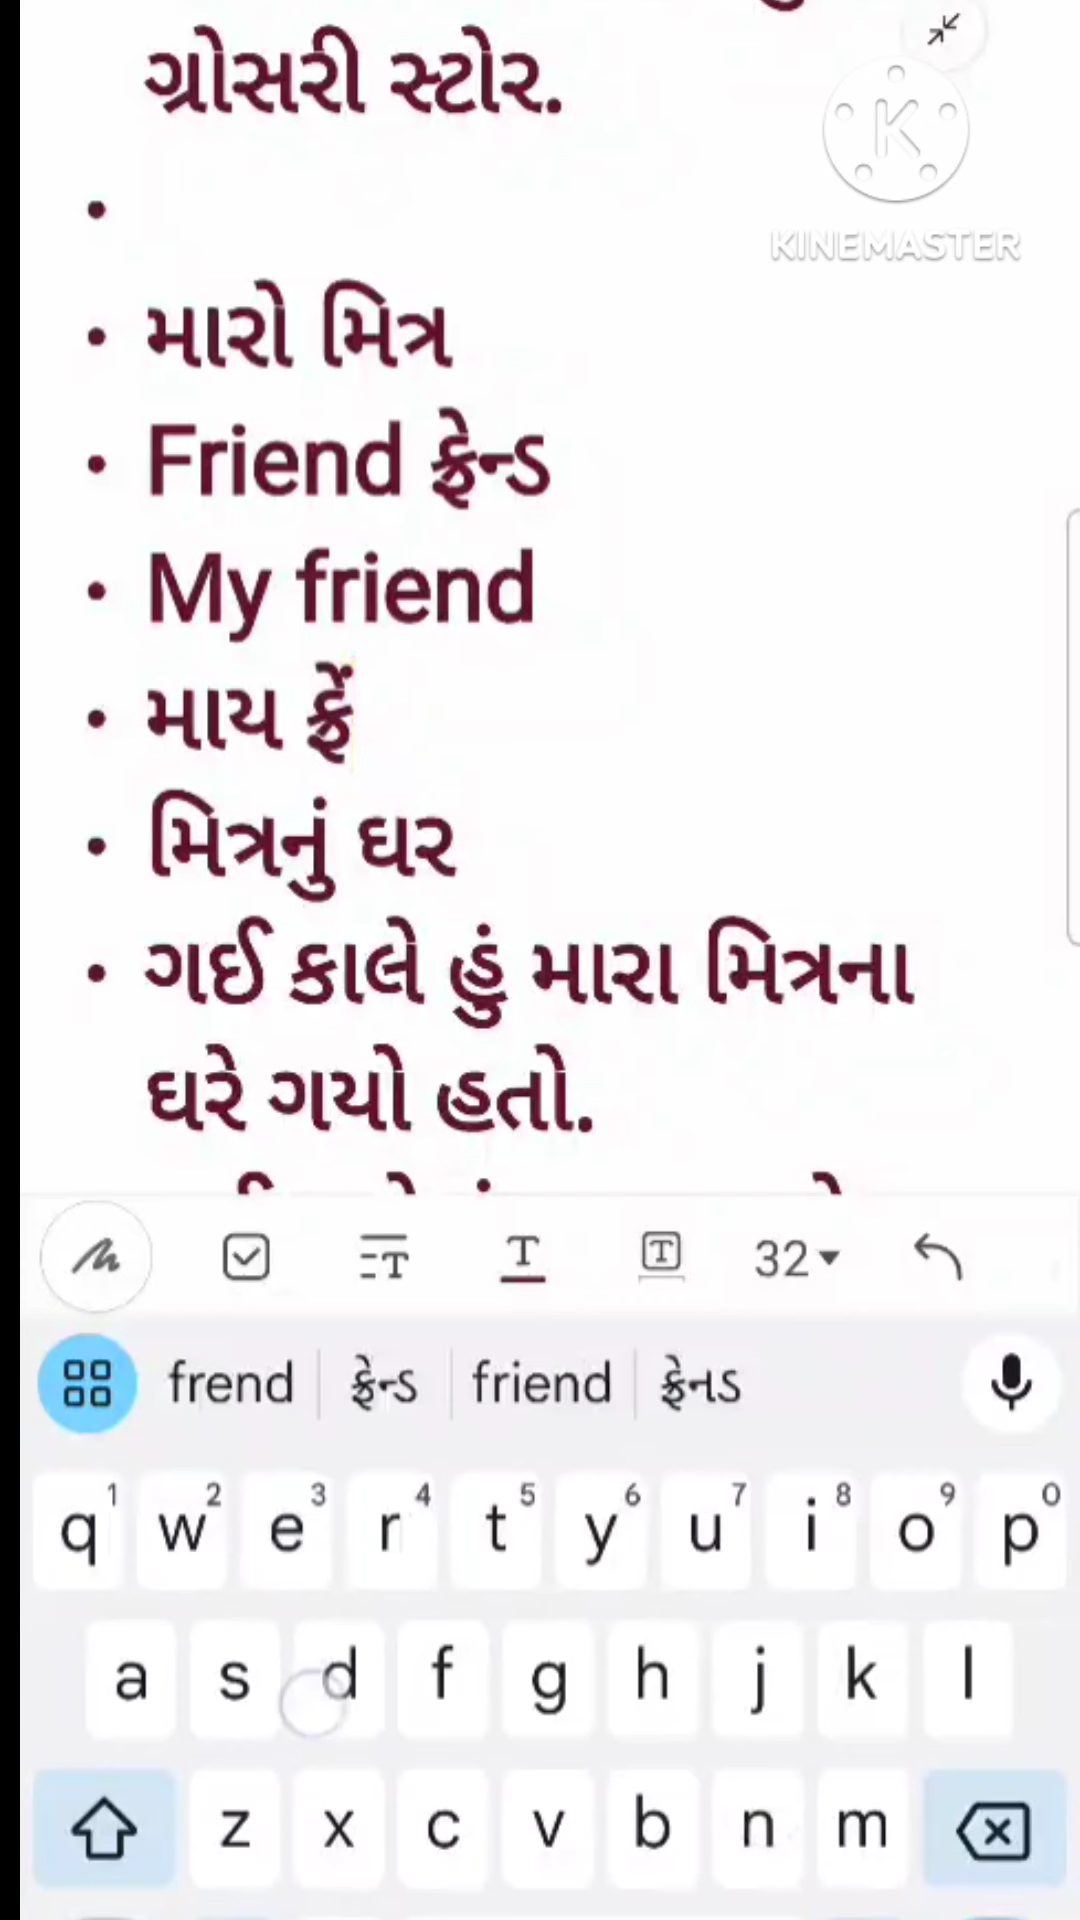 ગ્રોસરી સ્ટોર.
KINEMASTER
•
• મારો મિત્ર
• Friend ફ્રેન્ડ
• My friend
• માય ફ્રેં
• મિત્રનું ઘર
• ગઈ કાલે હું મારા મિત્રના
ઘરે ગયો હતો.
32
frend ફ્રેન્ડ friend ફ્રેનડ
1 2 3 4 5 6 7 8 9 0
q w e r t y u i o p
a s d f g h j k l
z x c v b n m